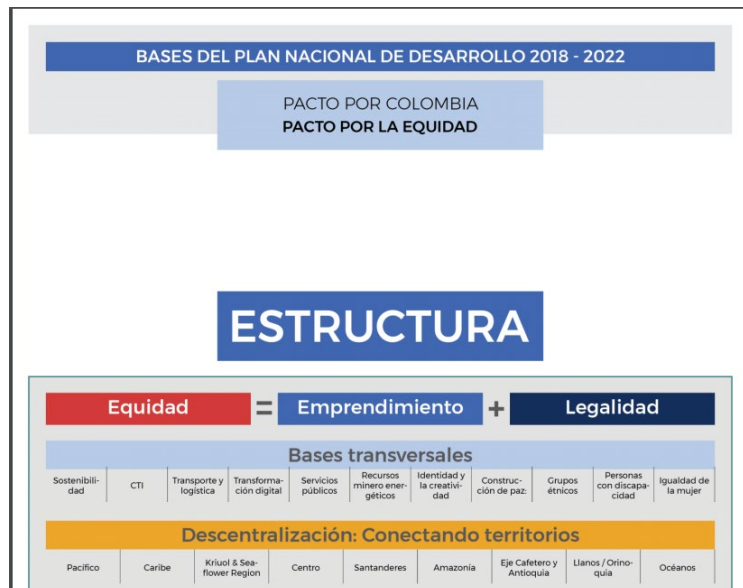 BASES DEL PLAN NACIONAL DE DESARROLLO 2018 - 2022
PACTO POR COLOMBIA
PACTO POR LA EQUIDAD
ESTRUCTURA
Equidad = Emprendimiento + Legalidad
Bases transversales
Sostenibili-
dad
CTI
Transporte y
logística
Transforma-
ción digital
Servicios
públicos
Recursos
minero ener-
géticos
Identidad y
la creativi-
dad
Construc-
ción de paz:
Grupos
étnicos
Personas
con discapa-
cidad
Igualdad de
la mujer
Descentralización: Conectando territorios
Pacífico
Caribe
Kriuol & Sea-
flower Region
Centro
Santanderes
Amazonía
Eje Cafetero y
Antioquia
Llanos / Orino-
quia
Océanos